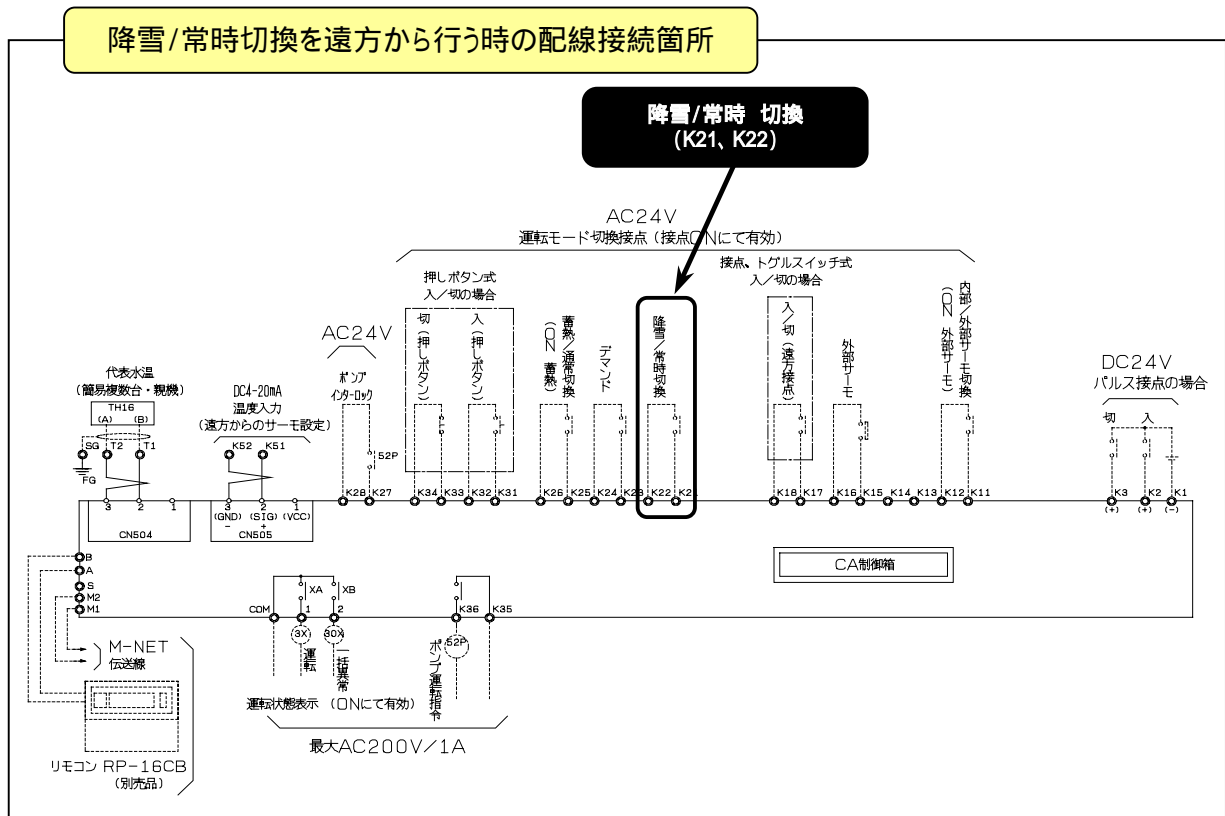 降雪/常時切換を遠方から行う時の配線接続箇所
降雪/常時 切換
(K21、K22)
AC24V
運転モード切換接点（接点ONにて有効）
押しボタン式
入／切の場合
接点、トグルスイッチ式
入／切の場合
AC24V
ポンプ
インターロック
切（押しボタン）
入（押しボタン）
蓄熱／通常切換
（ON 蓄熱）
デマンド
降雪／常時切換
入／切（遠方接点）
外部サーモ
内部／外部サーモ切換
（ON 外部サーモ）
DC24V
パルス接点の場合
切 入
代表水温
（簡易複数台・親機）
TH16
(A) (B)
SG T2 T1
FG
DC4-20mA
温度入力
（遠方からのサーモ設定）
K52 K51
52P
K28 K27 K34 K33 K32 K31 K26 K25 K24 K23 K22 K21 K18 K17 K16 K15 K14 K13 K12 K11 K3 K2 K1
(+) (+) (-)
3 2 1
CN504
3 2 1
(GND) (SIG) (VCC)
- +
CN505
CA制御箱
B
A
S
M2
M1
COM 1 2 K36 K35
XA XB
3X 30X 52P
運転
一括異常
ポンプ運転指令
M-NET
伝送線
運転状態表示 （ONにて有効）
最大AC200V／1A
リモコン RP-16CB
（別売品）